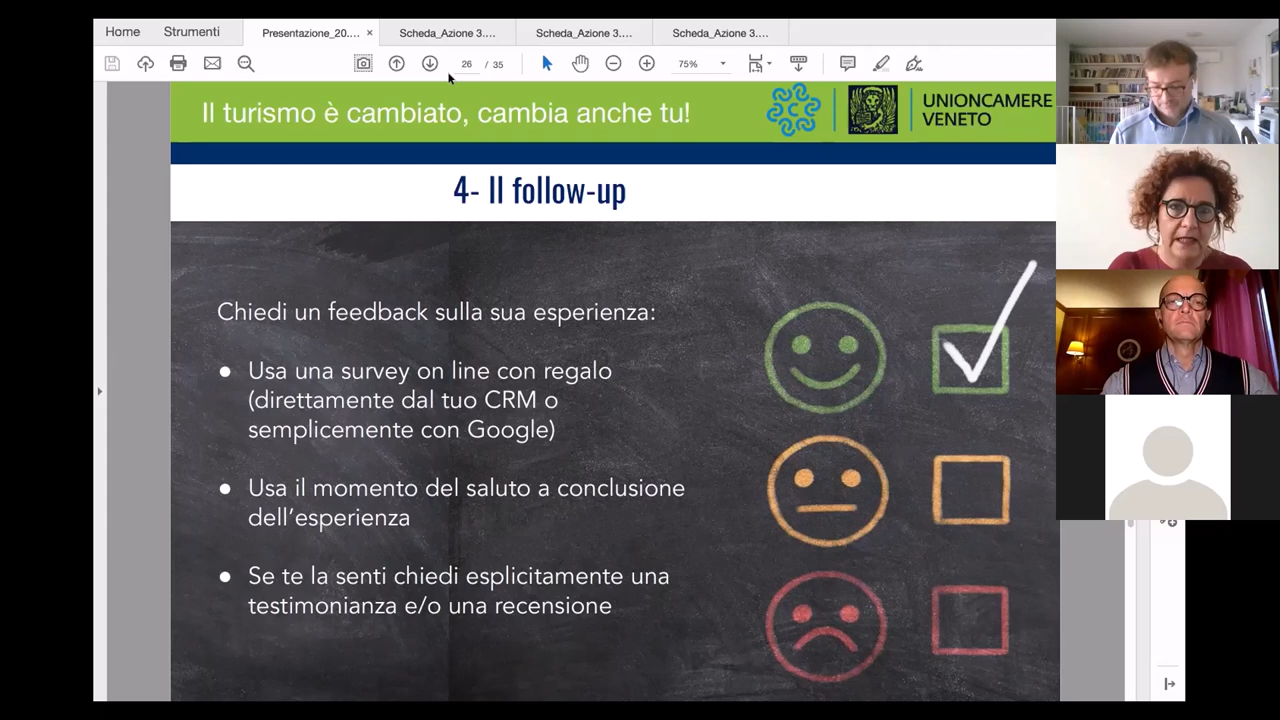 Home
Strumenti
Presentazione_20....
×
Scheda_Azione 3....
Scheda_Azione 3....
Scheda_Azione 3....
26 / 35
75%
Il turismo è cambiato, cambia anche tu!
UNIONCAMERE
VENETO
4- Il follow-up
Chiedi un feedback sulla sua esperienza:
● Usa una survey on line con regalo
(direttamente dal tuo CRM o
semplicemente con Google)
● Usa il momento del saluto a conclusione
dell'esperienza
● Se te la senti chiedi esplicitamente una
testimonianza e/o una recensione